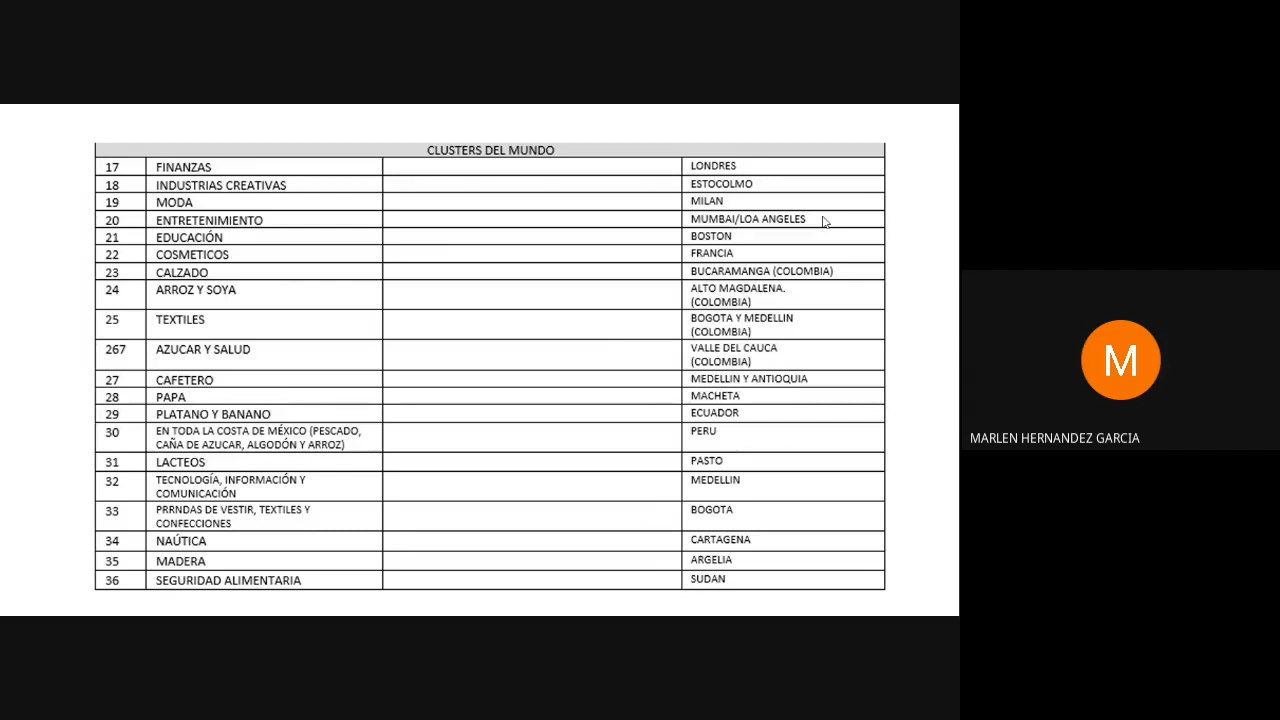 CLUSTERS DEL MUNDO
17 FINANZAS LONDRES
18 INDUSTRIAS CREATIVAS ESTOCOLMO
19 MODA MILAN
20 ENTRETENIMIENTO MUMBAI/LOA ANGELES
21 EDUCACIÓN BOSTON
22 COSMETICOS FRANCIA
23 CALZADO BUCARAMANGA (COLOMBIA)
24 ARROZ Y SOYA ALTO MAGDALENA.
(COLOMBIA)
25 TEXTILES BOGOTA Y MEDELLIN
(COLOMBIA)
267 AZUCAR Y SALUD VALLE DEL CAUCA
(COLOMBIA)
27 CAFETERO MEDELLIN Y ANTIOQUIA
28 PAPA MACHETA
29 PLATANO Y BANANO ECUADOR
30 EN TODA LA COSTA DE MÉXICO (PESCADO, PERU
CAÑA DE AZUCAR, ALGODÓN Y ARROZ)
31 LACTEOS PASTO
32 TECNOLOGÍA, INFORMACIÓN Y MEDELLIN
COMUNICACIÓN
33 PRRNDAS DE VESTIR, TEXTILES Y BOGOTA
CONFECCIONES
34 NAÚTICA CARTAGENA
35 MADERA ARGELIA
36 SEGURIDAD ALIMENTARIA SUDAN
M
MARLEN HERNANDEZ GARCIA